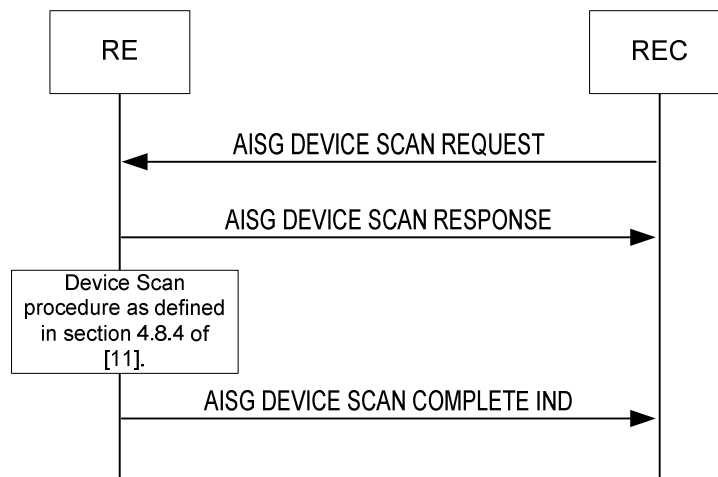 RE
REC
AISG DEVICE SCAN REQUEST
AISG DEVICE SCAN RESPONSE
Device Scan
procedure as defined
in section 4.8.4 of
[11].
AISG DEVICE SCAN COMPLETE IND